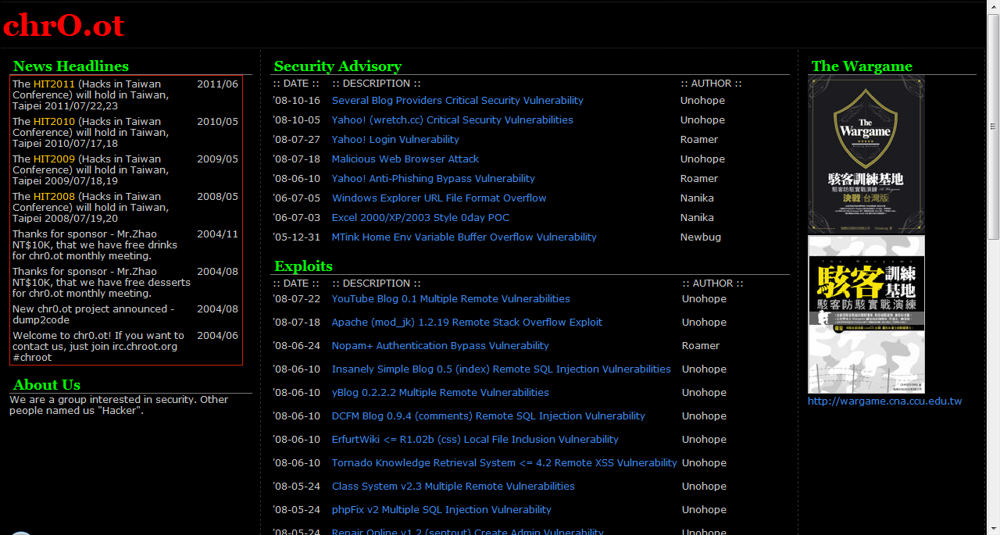 chrO.ot
News Headlines
The HIT2011 (Hacks in Taiwan 2011/06
Conference) will hold in Taiwan,
Taipei 2011/07/22,23
The HIT2010 (Hacks in Taiwan 2010/05
Conference) will hold in Taiwan,
Taipei 2010/07/17,18
The HIT2009 (Hacks in Taiwan 2009/05
Conference) will hold in Taiwan,
Taipei 2009/07/18,19
The HIT2008 (Hacks in Taiwan 2008/05
Conference) will hold in Taiwan,
Taipei 2008/07/19,20
Thanks for sponsor - Mr.Zhao 2004/11
NT$10K, that we have free drinks
for chr0.ot monthly meeting.
Thanks for sponsor - Mr.Zhao 2004/08
NT$10K, that we have free desserts
for chr0.ot monthly meeting.
New chr0.ot project announced - 2004/08
dump2code
Welcome to chr0.ot! If you want to 2004/06
contact us, just join irc.chroot.org
#chroot
About Us
We are a group interested in security. Other
people named us "Hacker".
Security Advisory
:: DATE :: :: DESCRIPTION :: :: AUTHOR ::
'08-10-16 Several Blog Providers Critical Security Vulnerability Unohope
'08-10-05 Yahoo! (wretch.cc) Critical Security Vulnerabilities Unohope
'08-07-27 Yahoo! Login Vulnerability Roamer
'08-07-18 Malicious Web Browser Attack Unohope
'08-06-10 Yahoo! Anti-Phishing Bypass Vulnerability Roamer
'06-07-05 Windows Explorer URL File Format Overflow Nanika
'06-07-03 Excel 2000/XP/2003 Style 0day POC Nanika
'05-12-31 MTink Home Env Variable Buffer Overflow Vulnerability Newbug
Exploits
:: DATE :: :: DESCRIPTION :: :: AUTHOR ::
'08-07-22 YouTube Blog 0.1 Multiple Remote Vulnerabilities Unohope
'08-07-18 Apache (mod_jk) 1.2.19 Remote Stack Overflow Exploit Unohope
'08-06-24 Nopam+ Authentication Bypass Vulnerability Roamer
'08-06-10 Insanely Simple Blog 0.5 (index) Remote SQL Injection Vulnerabilities Unohope
'08-06-10 yBlog 0.2.2.2 Multiple Remote Vulnerabilities Unohope
'08-06-10 DCFM Blog 0.9.4 (comments) Remote SQL Injection Vulnerability Unohope
'08-06-10 ErfurtWiki <= R1.02b (css) Local File Inclusion Vulnerability Unohope
'08-06-10 Tornado Knowledge Retrieval System <= 4.2 Remote XSS Vulnerability Unohope
'08-05-24 Class System v2.3 Multiple Remote Vulnerabilities Unohope
'08-05-24 phpFix v2 Multiple SQL Injection Vulnerability Unohope
'08-05-24 Repair Online v1.2 (sentout) Create Admin Vulnerability Unohope
The Wargame
The
Wargame
駭客訓練基地
駭客防駭實戰演練
決戰 台灣版
The Wargame
駭客訓練
基地
駭客防駭實戰演練
http://wargame.cna.ccu.edu.tw